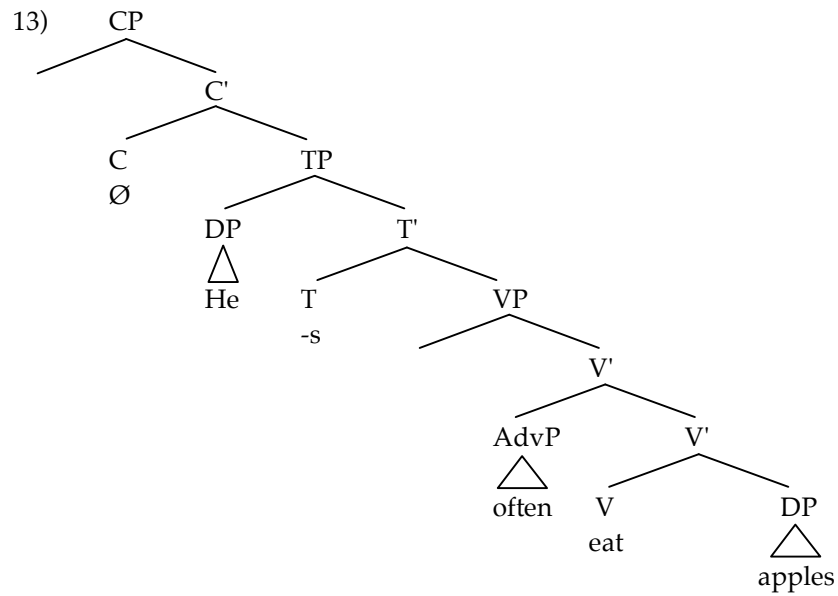 13) CP
C'
C TP
Ø
DP T'
He T VP
-s
V'
AdvP V'
often V DP
eat
apples